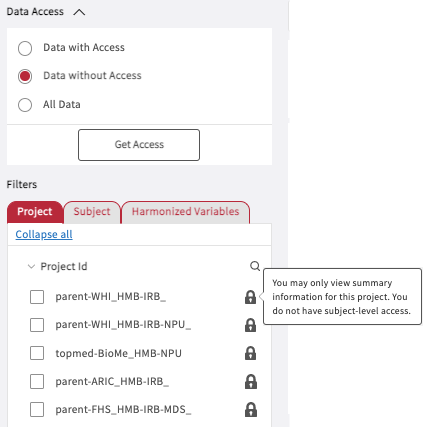 Data Access
Data with Access
Data without Access
All Data
Get Access
Filters
Project
Subject
Harmonized Variables
Collapse all
Project Id
parent-WHI_HMB-IRB_
You may only view summary
information for this project. You
do not have subject-level access.
parent-WHI_HMB-IRB-NPU_
topmed-BioMe_HMB-NPU
parent-ARIC_HMB-IRB_
parent-FHS_HMB-IRB-MDS_